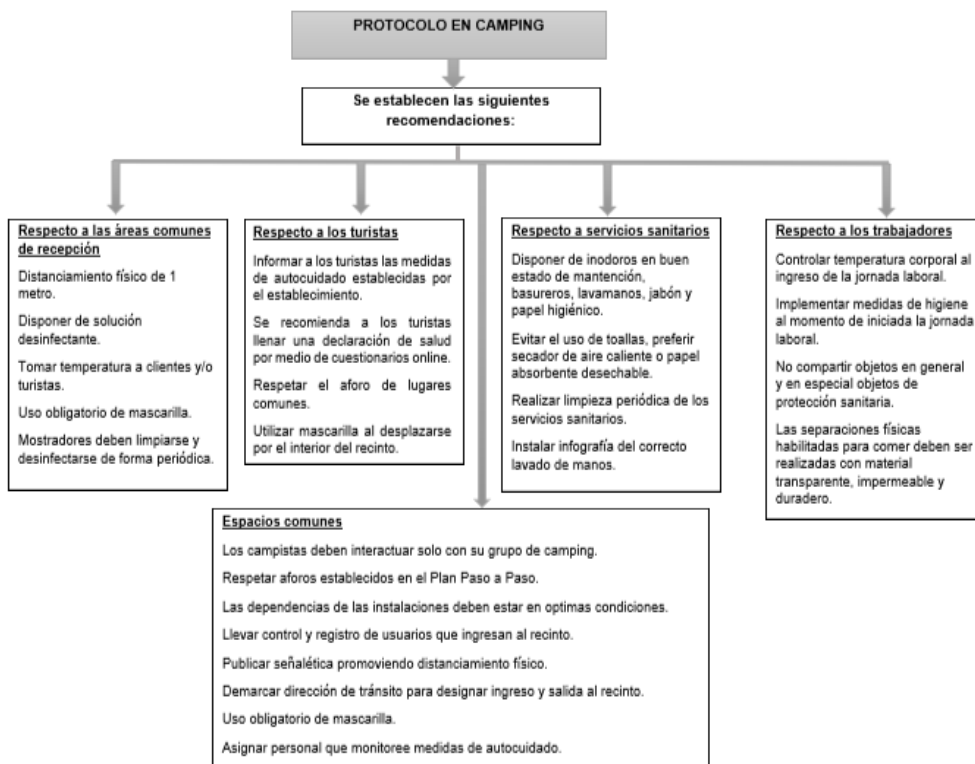 PROTOCOLO EN CAMPING
Se establecen las siguientes
recomendaciones:
Respecto a las áreas comunes
de recepción
Distanciamiento físico de 1
metro.
Disponer de solución
desinfectante.
Tomar temperatura a clientes y/o
turistas.
Uso obligatorio de mascarilla.
Mostradores deben limpiarse y
desinfectarse de forma periódica.
Respecto a los turistas
Informar a los turistas las medidas
de autocuidado establecidas por
el establecimiento.
Se recomienda a los turistas
llenar una declaración de salud
por medio de cuestionarios online.
Respetar el aforo de lugares
comunes.
Utilizar mascarilla al desplazarse
por el interior del recinto.
Respecto a servicios sanitarios
Disponer de inodoros en buen
estado de mantención,
basureros, lavamanos, jabón y
papel higiénico.
Evitar el uso de toallas, preferir
secador de aire caliente o papel
absorbente desechable.
Realizar limpieza periódica de los
servicios sanitarios.
Instalar infografía del correcto
lavado de manos.
Respecto a los trabajadores
Controlar temperatura corporal al
ingreso de la jornada laboral.
Implementar medidas de higiene
al momento de iniciada la jornada
laboral.
No compartir objetos en general
y en especial objetos de
protección sanitaria.
Las separaciones físicas
habilitadas para comer deben ser
realizadas con material
transparente, impermeable y
duradero.
Espacios comunes
Los campistas deben interactuar solo con su grupo de camping.
Respetar aforos establecidos en el Plan Paso a Paso.
Las dependencias de las instalaciones deben estar en optimas condiciones.
Llevar control y registro de usuarios que ingresan al recinto.
Publicar señalética promoviendo distanciamiento físico.
Demarcar dirección de tránsito para designar ingreso y salida al recinto.
Uso obligatorio de mascarilla.
Asignar personal que monitoree medidas de autocuidado.